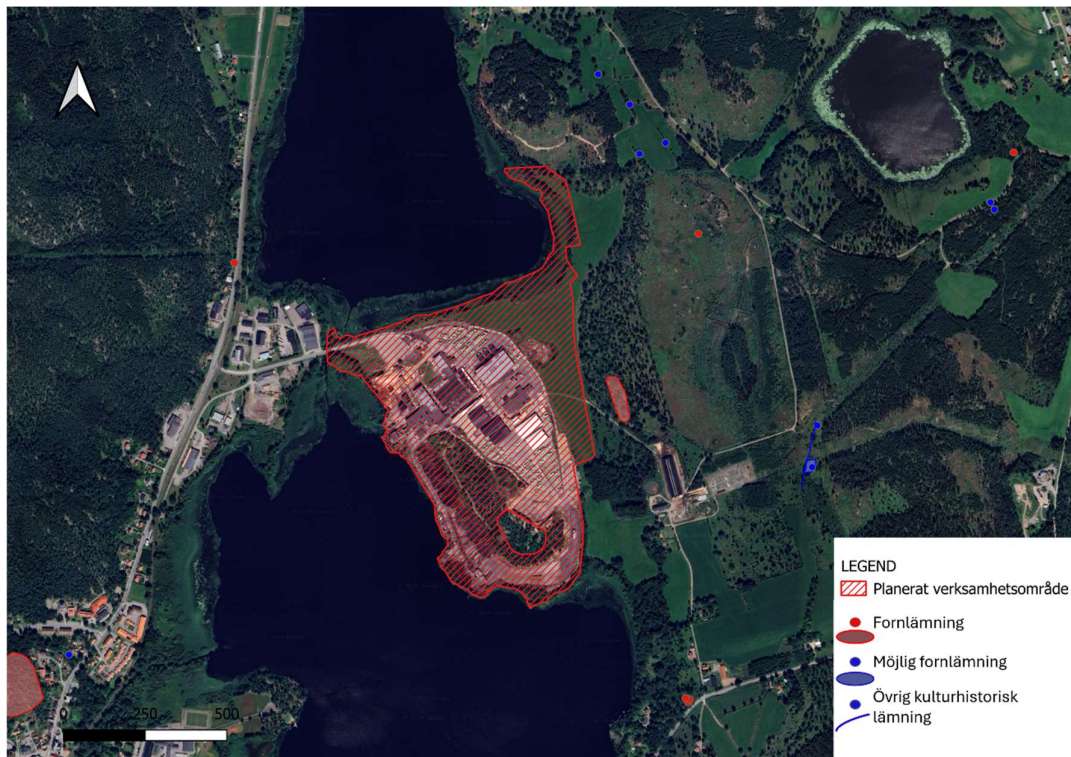 0 250 500
LEGEND
Planerat verksamhetsområde
Fornlämning
Möjlig fornlämning
Övrig kulturhistorisk
lämning